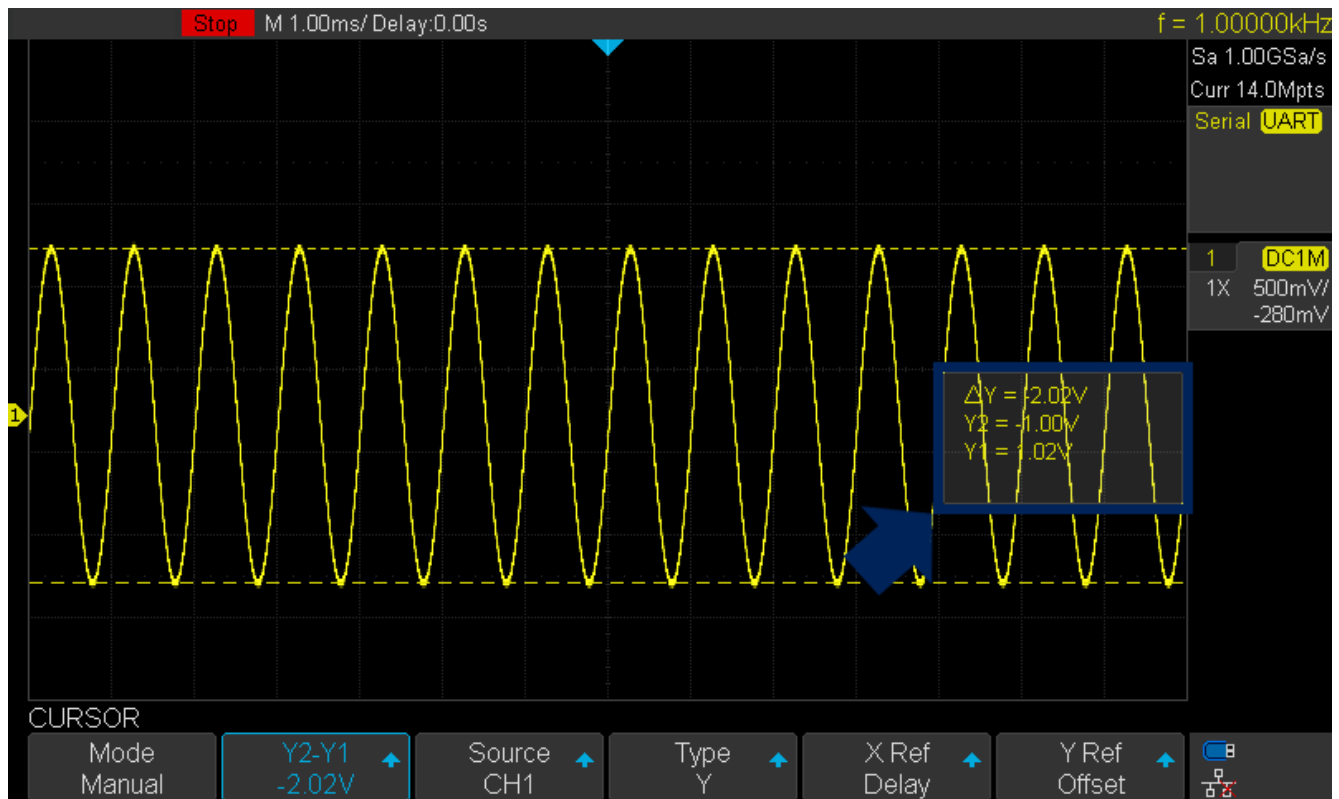 Stop M 1.00ms/ Delay:0.00s f = 1.00000kHz
Sa 1.00GSa/s
Curr 14.0Mpts
Serial UART
1 DC1M
1X 500mV/
-280mV
1
△Y = -2.02V
Y2 = -1.00V
Y1 = 1.02V
CURSOR
Mode
Manual
Y2-Y1
-2.02V
Source
CH1
Type
Y
X Ref
Delay
Y Ref
Offset